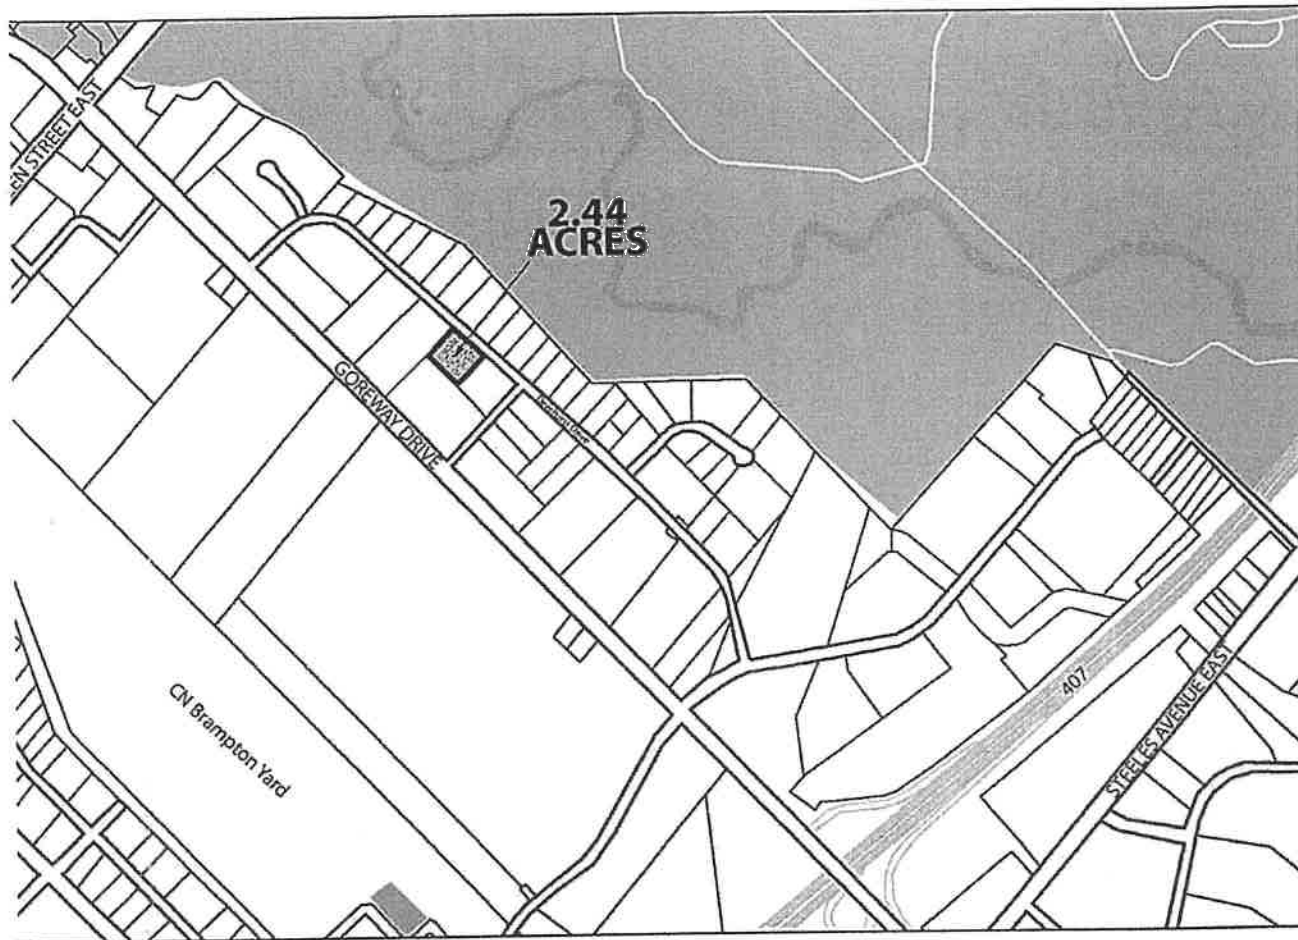 EN STREET EAST
2.44
ACRES
GOREWAY DRIVE
407
STEELES AVENUE EAST
CN Brampton Yard